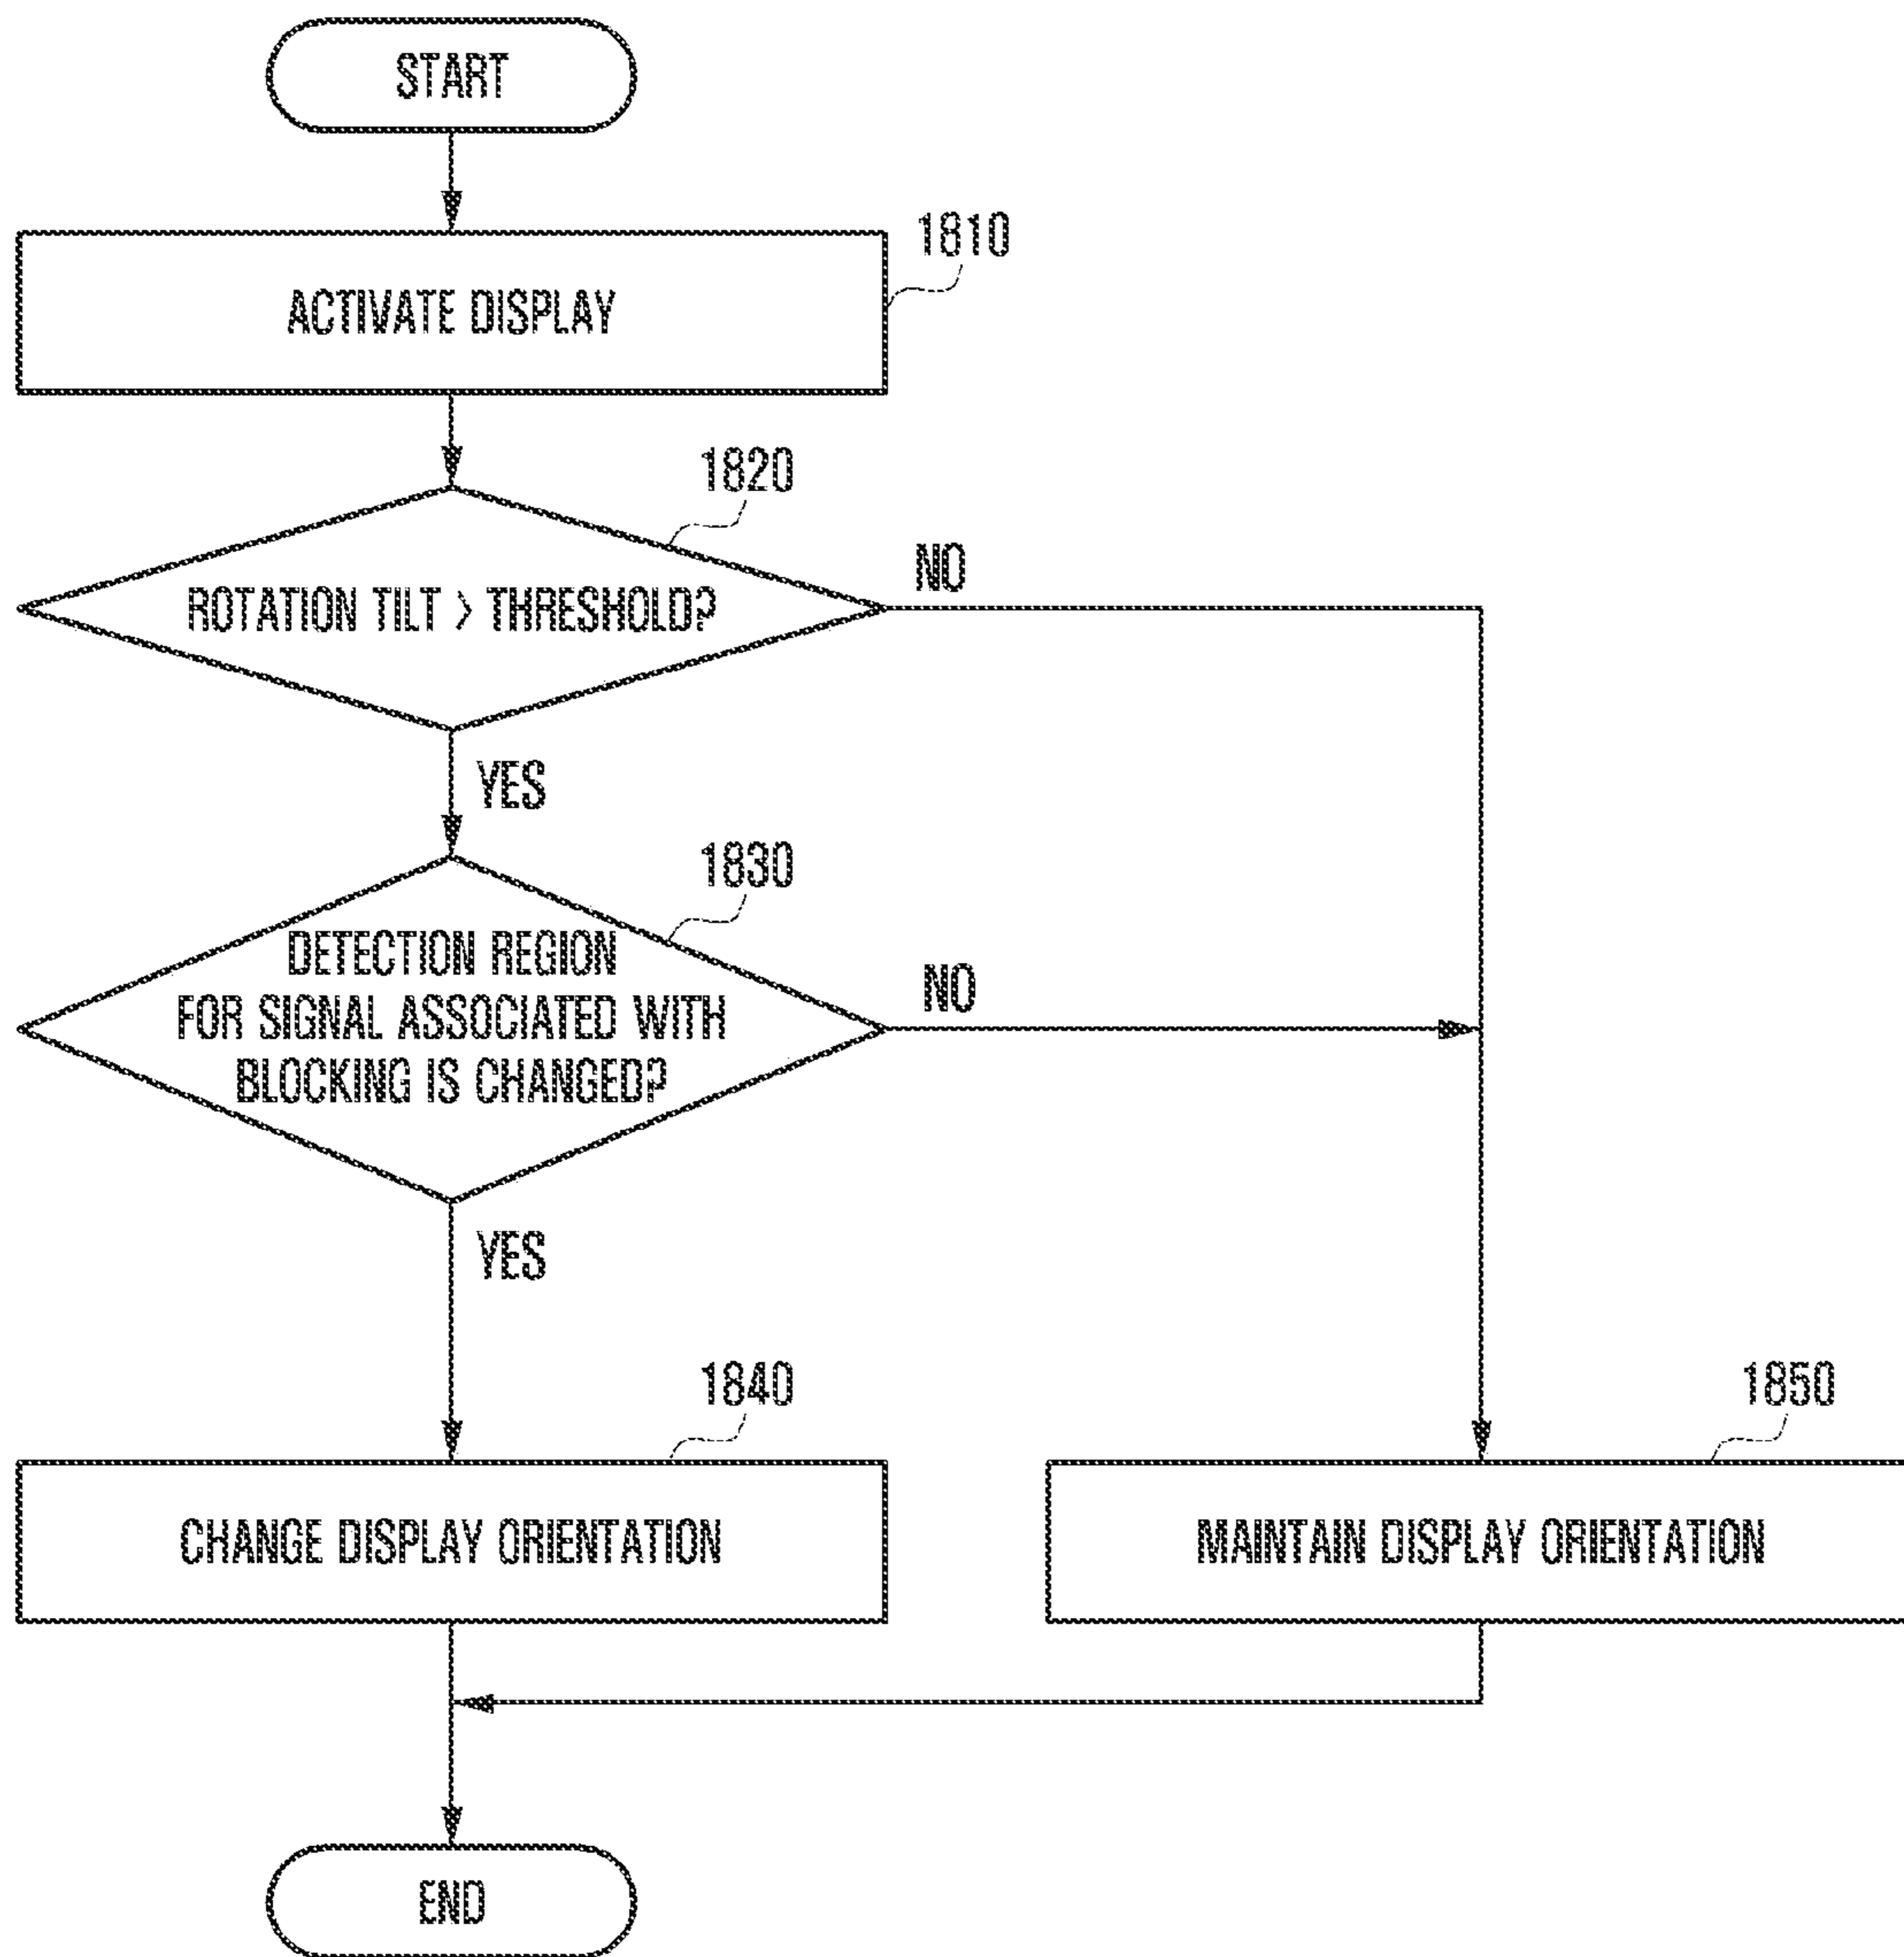 START
1810
ACTIVATE DISPLAY
1820
NO
ROTATION TILT > THRESHOLD?
YES
1830
DETECTION REGION
FOR SIGNAL ASSOCIATED WITH
BLOCKING IS CHANGED?
NO
YES
1840
1850
CHANGE DISPLAY ORIENTATION
MAINTAIN DISPLAY ORIENTATION
END